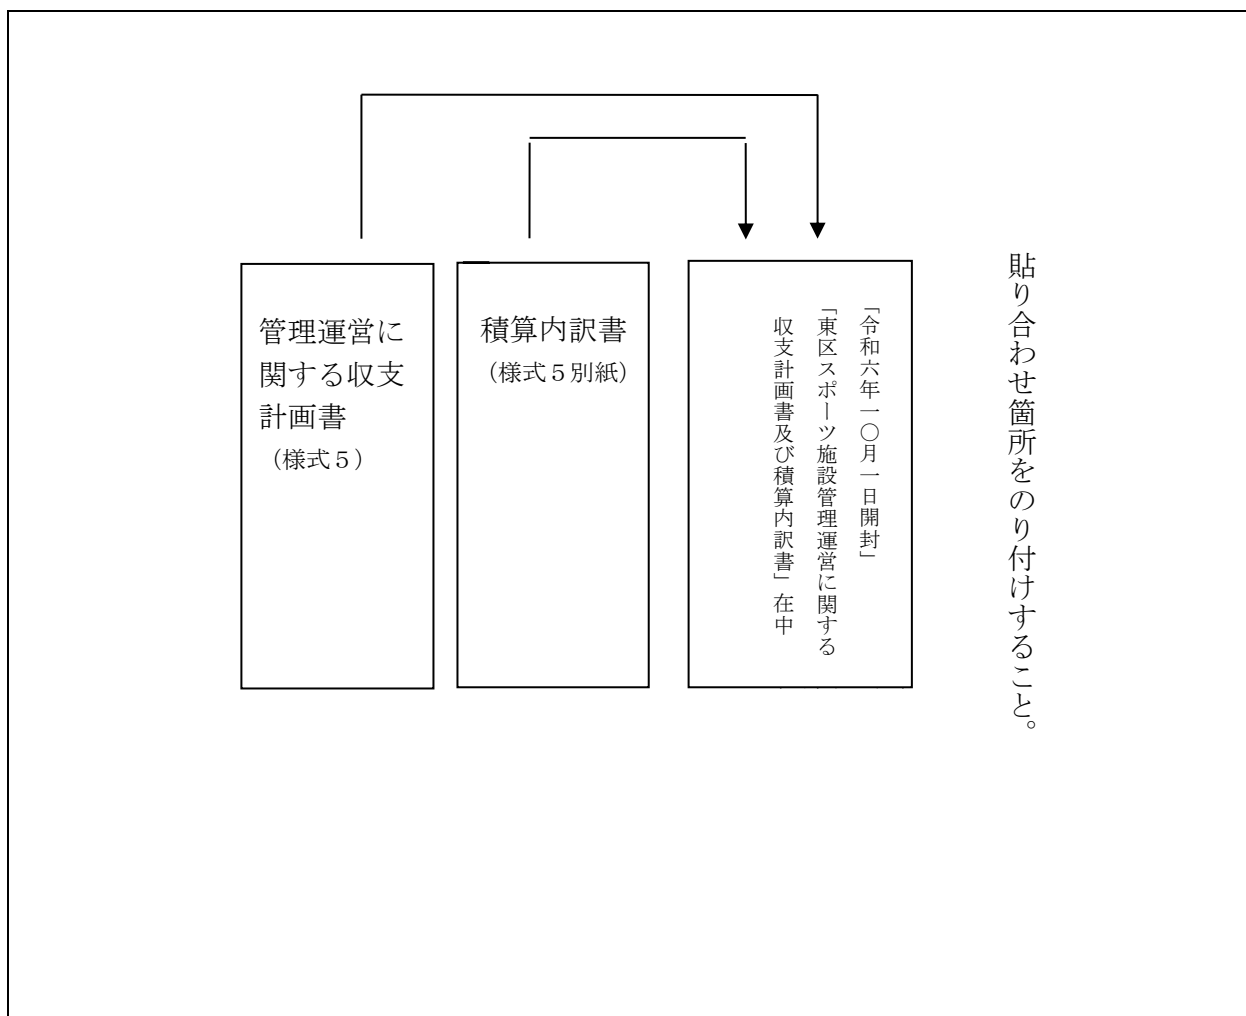 管理運営に
関する収支
計画書
（様式５）
積算内訳書
（様式５別紙）
「令和六年一〇月一日開封」
「東区スポーツ施設管理運営に関する
収支計画書及び積算内訳書」在中
貼り合わせ箇所をのり付けすること。